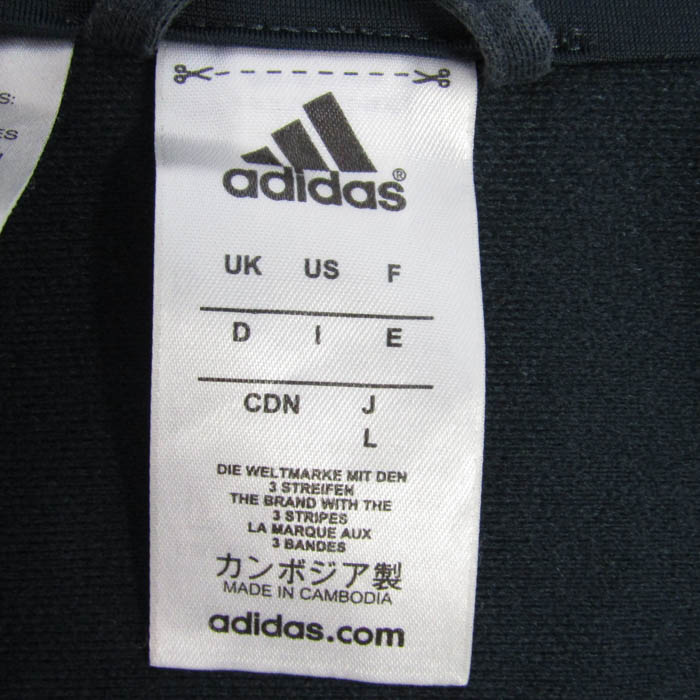 S:
ES
adidas®
UK US F
D I E
CDN J
L
DIE WELTMARKE MIT DEN
3 STREIFEN
THE BRAND WITH THE
3 STRIPES
LA MARQUE AUX
3 BANDES
カンボジア製
MADE IN CAMBODIA
adidas.com